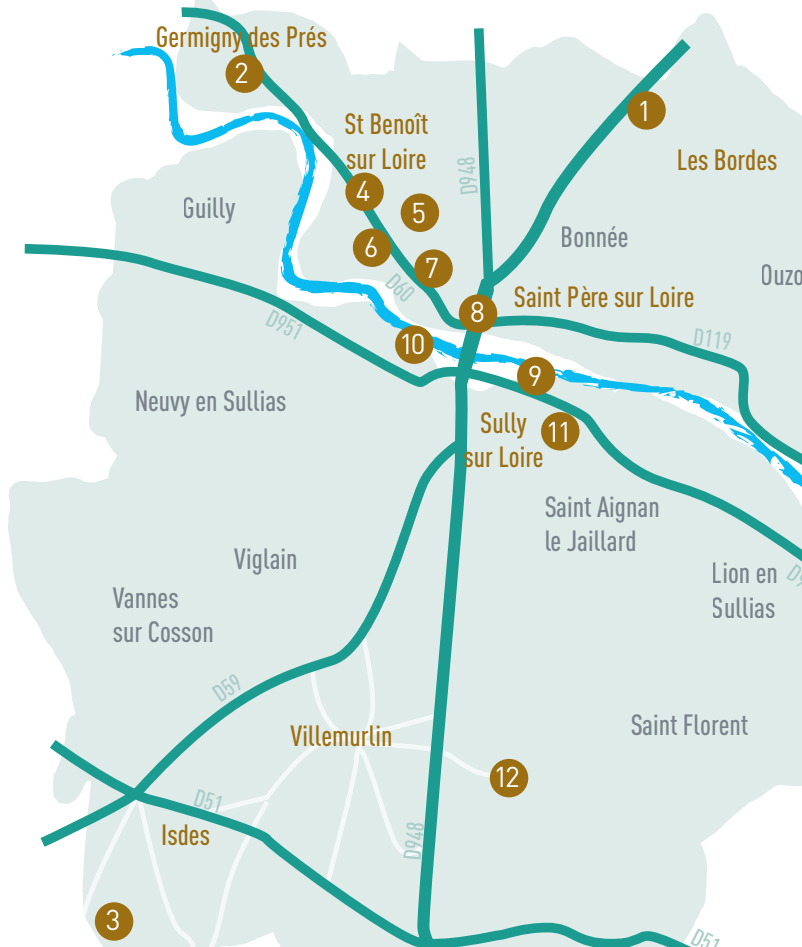 Germigny des Prés
2
1
St Benoît
sur Loire
D948
Les Bordes
4
5
Guilly
6
Bonnée
7
D60
Ouzo
8
Saint Père sur Loire
D951
10
D119
9
Neuvy en Sullias
Sully
sur Loire
11
Saint Aignan
le Jaillard
Viglain
Lion en
Sullias
Vannes
sur Cosson
D59
Villemurlin
Saint Florent
12
D51
Isdes
D948
3
D51